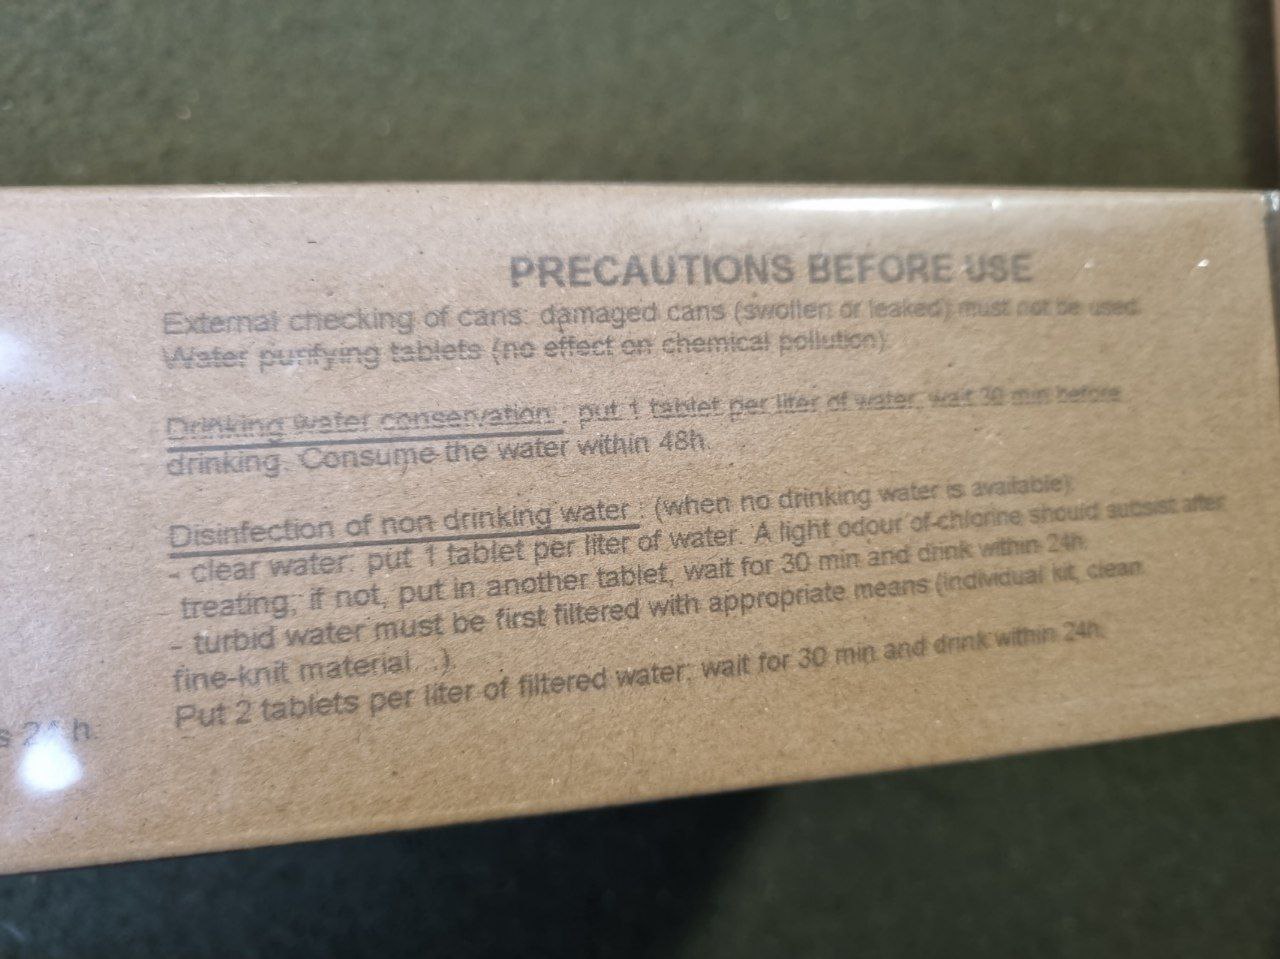 PRECAUTIONS BEFORE USE
External checking of cans: damaged cans (swollen or leaked) must not be used.
Water purifying tablets (no effect on chemical pollution):
Drinking water conservation : put 1 tablet per liter of water, wait 30 min before
drinking. Consume the water within 48h.
Disinfection of non drinking water : (when no drinking water is available):
- clear water: put 1 tablet per liter of water. A light odour of chlorine should subsist after
treating; if not, put in another tablet, wait for 30 min and drink within 24h.
- turbid water must be first filtered with appropriate means (individual kit, clean
fine-knit material...).
Put 2 tablets per liter of filtered water; wait for 30 min and drink within 24h.
h.